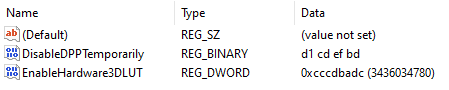 Name Type Data
(Default) REG_SZ (value not set)
DisableDPPTemporarily REG_BINARY d1 cd ef bd
EnableHardware3DLUT REG_DWORD 0xcccdbadc (3436034780)